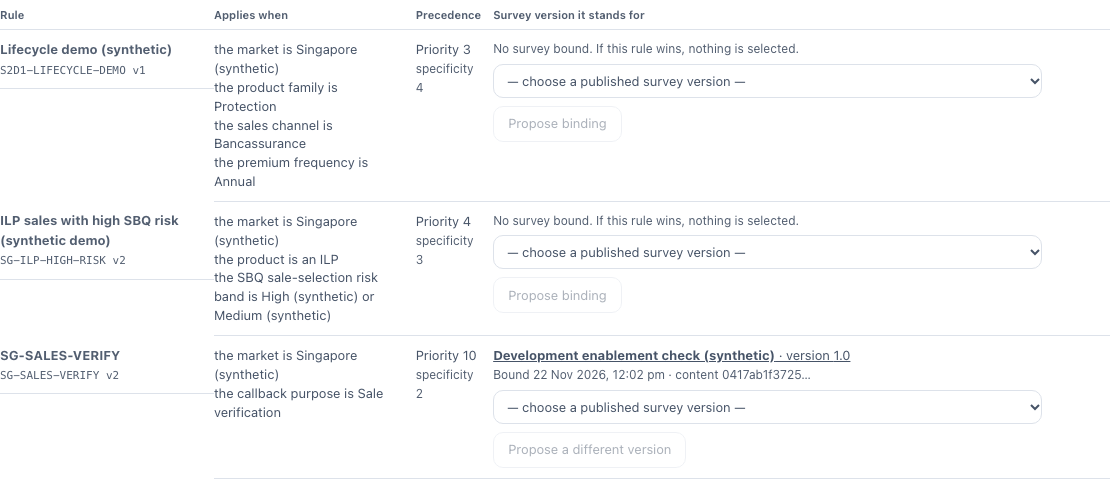 Rule Applies when Precedence Survey version it stands for
Lifecycle demo (synthetic)
S2D1-LIFECYCLE-DEMO v1
the market is Singapore
(synthetic)
the product family is
Protection
the sales channel is
Bancassurance
the premium frequency is
Annual
Priority 3
specificity
4
No survey bound. If this rule wins, nothing is selected.
— choose a published survey version —
Propose binding
ILP sales with high SBQ risk
(synthetic demo)
SG-ILP-HIGH-RISK v2
the market is Singapore
(synthetic)
the product is an ILP
the SBQ sale-selection risk
band is High (synthetic) or
Medium (synthetic)
Priority 4
specificity
3
No survey bound. If this rule wins, nothing is selected.
— choose a published survey version —
Propose binding
SG-SALES-VERIFY
SG-SALES-VERIFY v2
the market is Singapore
(synthetic)
the callback purpose is Sale
verification
Priority 10
specificity
2
Development enablement check (synthetic) · version 1.0
Bound 22 Nov 2026, 12:02 pm · content 0417ab1f3725…
— choose a published survey version —
Propose a different version